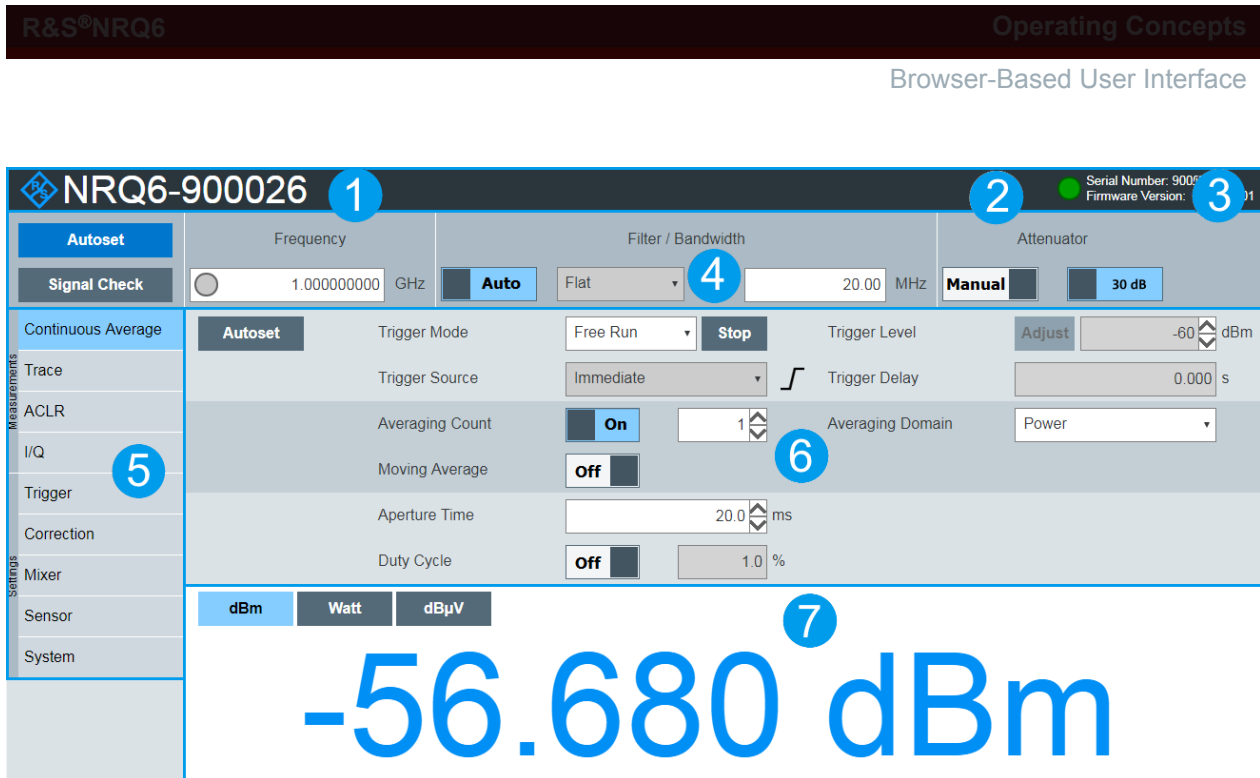 R&S®NRQ6 Operating Concepts
Browser-Based User Interface
R&S NRQ6-900026 1 2 Serial Number: 3
Firmware Version:
Autoset Frequency Filter / Bandwidth Attenuator
Signal Check 1.000000000 GHz Auto Flat 4 20.00 MHz Manual 30 dB
Measurements
Continuous Average
Trace
ACLR
I/Q
5
Trigger
Settings
Correction
Mixer
Sensor
System
Autoset Trigger Mode Free Run Stop Trigger Level Adjust -60 dBm
Trigger Source Immediate Trigger Delay 0.000 s
Averaging Count On 1 Averaging Domain Power
6
Moving Average Off
Aperture Time 20.0 ms
Duty Cycle Off 1.0 %
dBm Watt dBµV 7
-56.680 dBm